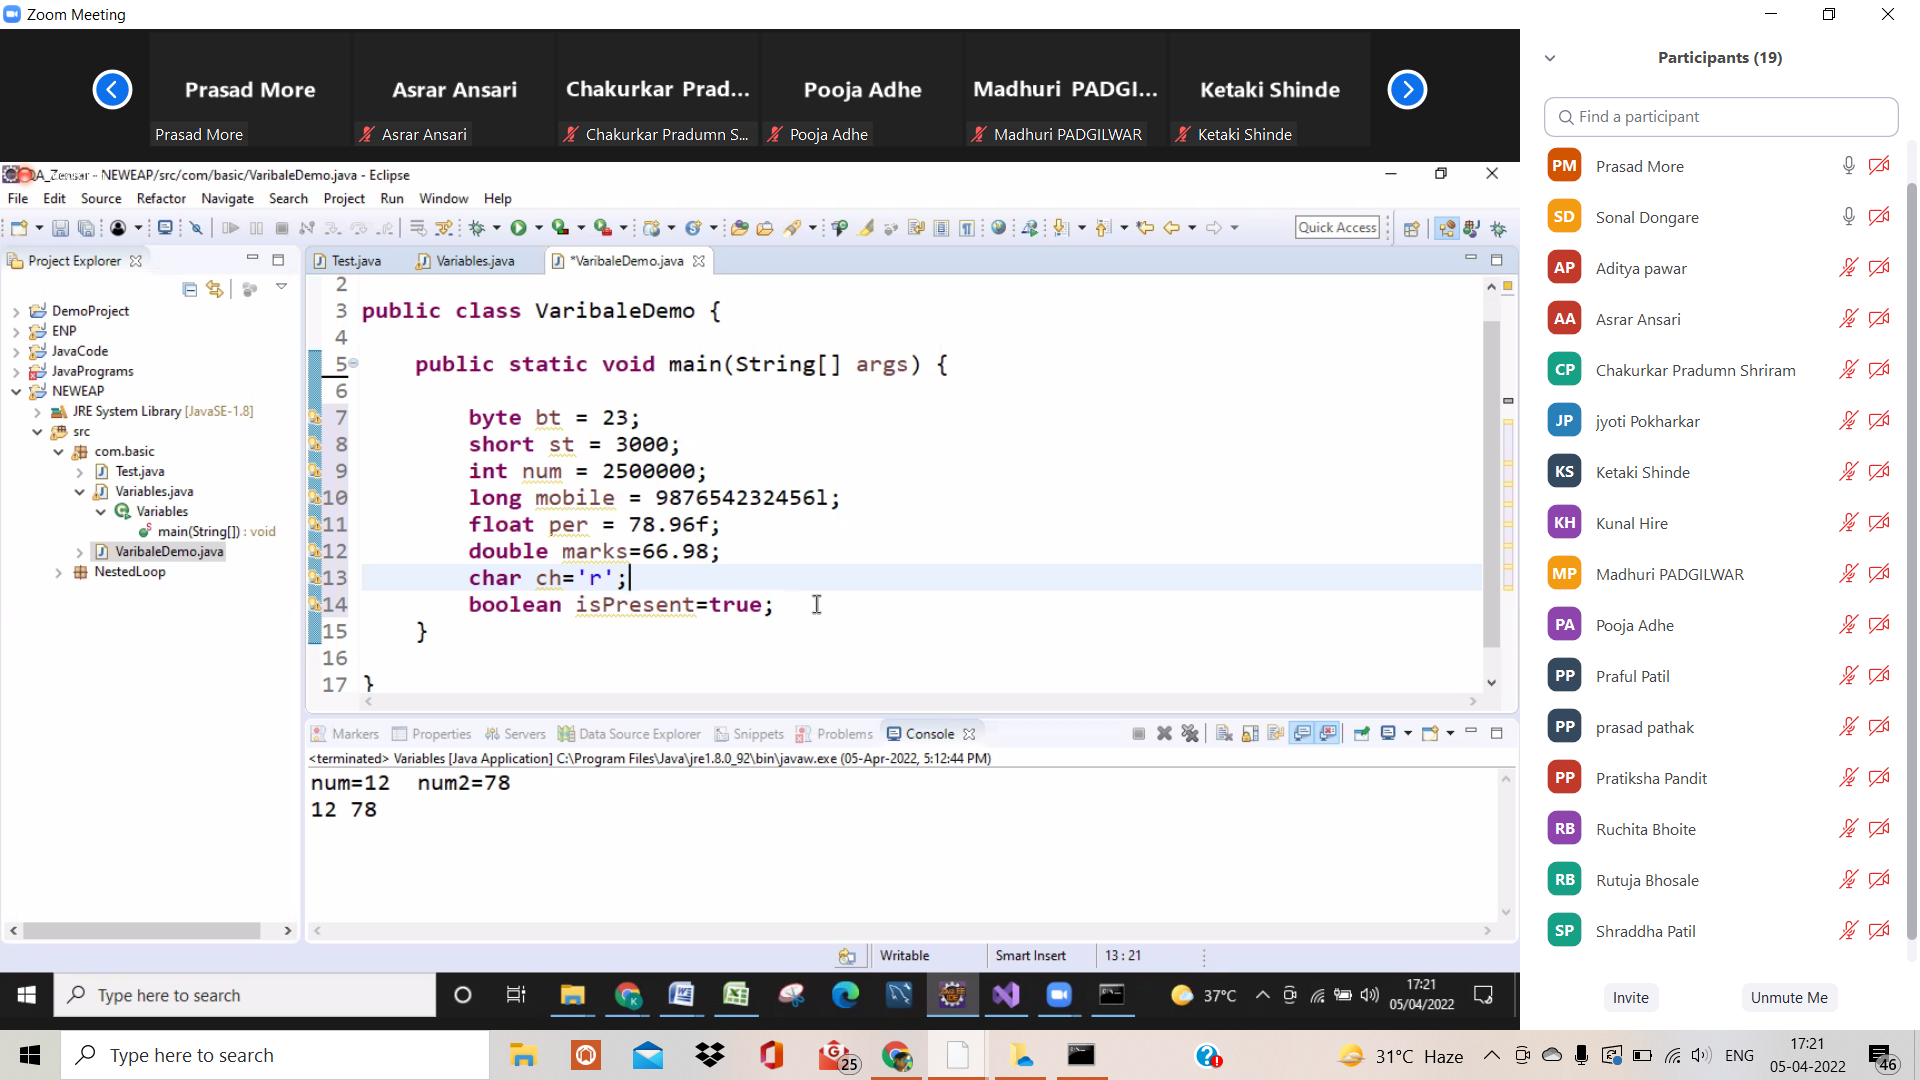 Zoom Meeting
Prasad More
Asrar Ansari
Chakurkar Prad...
Pooja Adhe
Madhuri PADGI...
Ketaki Shinde
Prasad More
Asrar Ansari
Chakurkar Pradumn S...
Pooja Adhe
Madhuri PADGILWAR
Ketaki Shinde
QA_Zensar - NEWEAP/src/com/basic/VaribaleDemo.java - Eclipse
File Edit Source Refactor Navigate Search Project Run Window Help
Quick Access
Project Explorer
DemoProject
ENP
JavaCode
JavaPrograms
NEWEAP
JRE System Library [JavaSE-1.8]
src
com.basic
Test.java
Variables.java
Variables
main(String[]) : void
VaribaleDemo.java
NestedLoop
Test.java Variables.java *VaribaleDemo.java
2
3 public class VaribaleDemo {
4
5 public static void main(String[] args) {
6
7 byte bt = 23;
8 short st = 3000;
9 int num = 2500000;
10 long mobile = 987654232456l;
11 float per = 78.96f;
12 double marks=66.98;
13 char ch='r';
14 boolean isPresent=true;
15 }
16
17 }
Markers Properties Servers Data Source Explorer Snippets Problems Console
<terminated> Variables [Java Application] C:\Program Files\Java\jre1.8.0_92\bin\javaw.exe (05-Apr-2022, 5:12:44 PM)
num=12 num2=78
12 78
Writable Smart Insert 13 : 21
Type here to search
37°C
17:21
05/04/2022
Participants (19)
Find a participant
PM Prasad More
SD Sonal Dongare
AP Aditya pawar
AA Asrar Ansari
CP Chakurkar Pradumn Shriram
JP jyoti Pokharkar
KS Ketaki Shinde
KH Kunal Hire
MP Madhuri PADGILWAR
PA Pooja Adhe
PP Praful Patil
PP prasad pathak
PP Pratiksha Pandit
RB Ruchita Bhoite
RB Rutuja Bhosale
SP Shraddha Patil
Invite Unmute Me
Type here to search
25
31°C Haze
ENG
17:21
05-04-2022
46